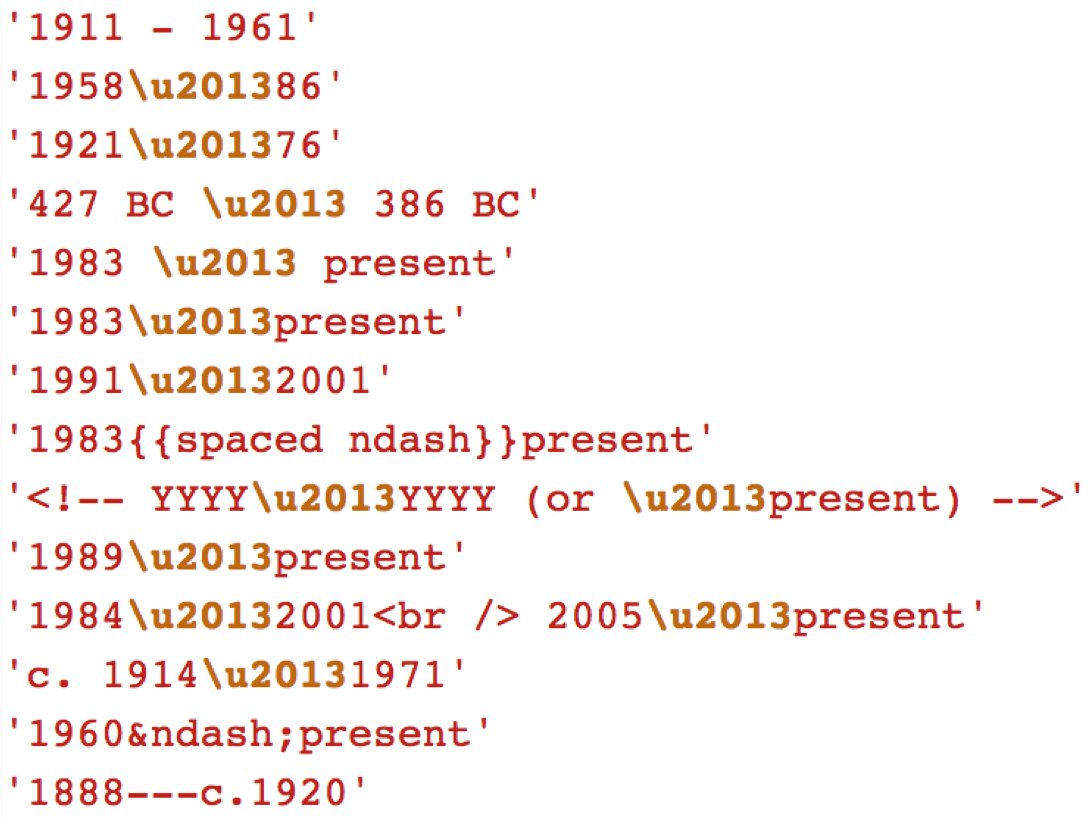 '1911 - 1961'
'1958\u201386'
'1921\u201376'
'427 BC \u2013 386 BC'
'1983 \u2013 present'
'1983\u2013present'
'1991\u20132001'
'1983{{spaced ndash}}present'
'<!-- YYYY\u2013YYYY (or \u2013present) -->'
'1989\u2013present'
'1984\u20132001<br /> 2005\u2013present'
'c. 1914\u20131971'
'1960&ndash;present'
'1888---c.1920'